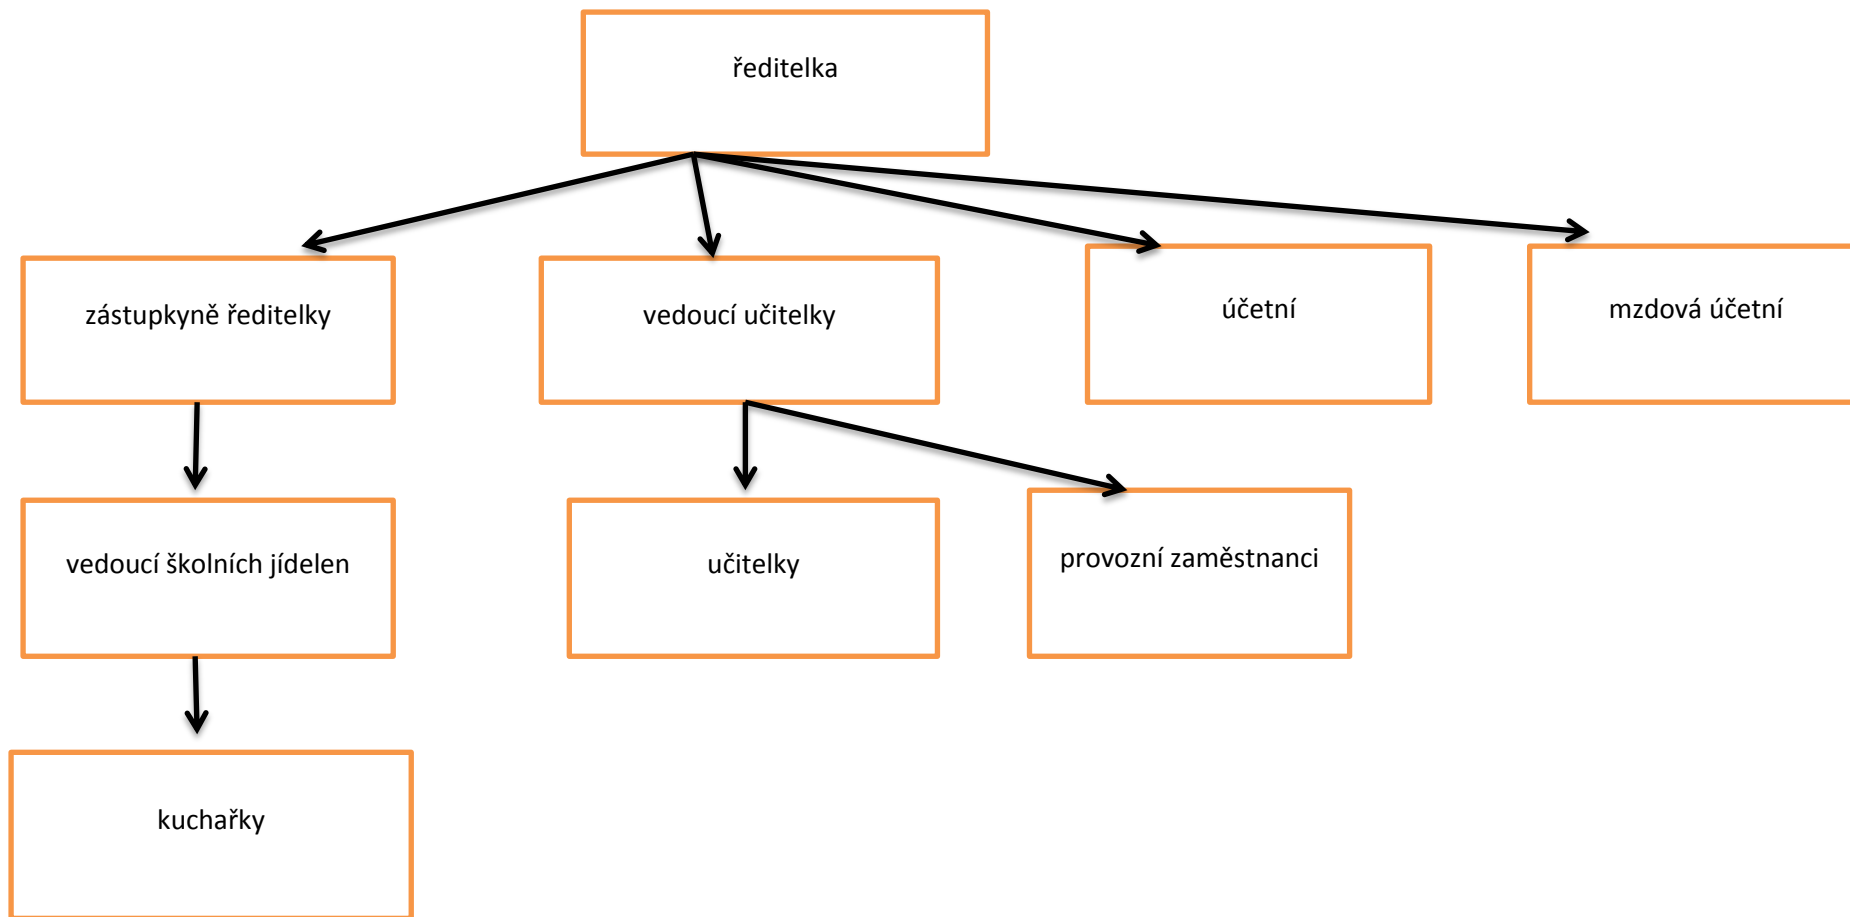 ředitelka
zástupkyně ředitelky
vedoucí učitelky
účetní
mzdová účetní
vedoucí školních jídelen
učitelky
provozní zaměstnanci
kuchařky